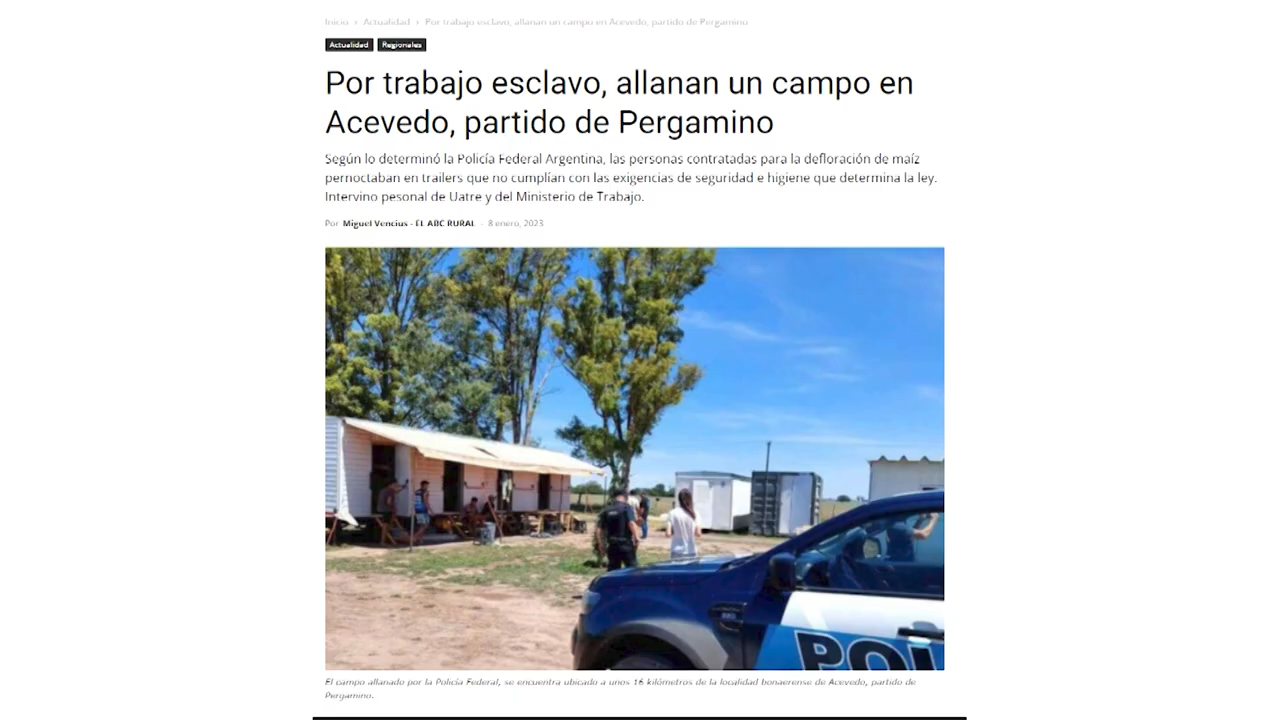 Inicio › Actualidad › Por trabajo esclavo, allanan un campo en Acevedo, partido de Pergamino
Actualidad Regionales
Por trabajo esclavo, allanan un campo en
Acevedo, partido de Pergamino
Según lo determinó la Policía Federal Argentina, las personas contratadas para la defloración de maíz
pernoctaban en trailers que no cumplían con las exigencias de seguridad e higiene que determina la ley.
Intervino pesonal de Uatre y del Ministerio de Trabajo.
Por Miguel Vencius - EL ABC RURAL - 8 enero, 2023
POLI
El campo allanado por la Policía Federal, se encuentra ubicado a unos 16 kilómetros de la localidad bonaerense de Acevedo, partido de
Pergamino.